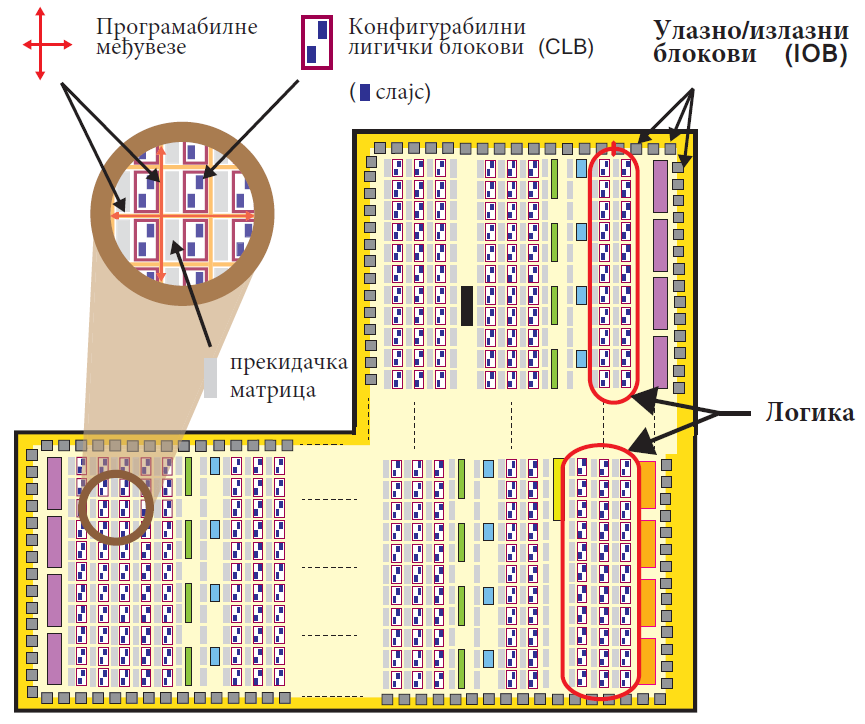 Програмабилне
међувезе
Конфигурабилни
лигички блокови (CLB)
( слајс)
Улазно/излазни
блокови (IOB)
прекидачка
матрица
Логика